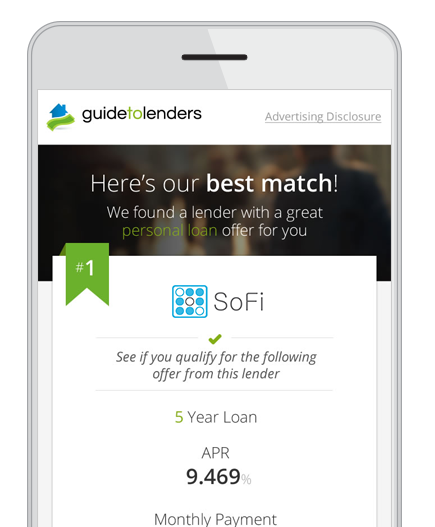 guidetolenders
Advertising Disclosure
Here's our best match!
We found a lender with a great
personal loan offer for you
#1
SoFi
See if you qualify for the following
offer from this lender
5 Year Loan
APR
9.469%
Monthly Payment